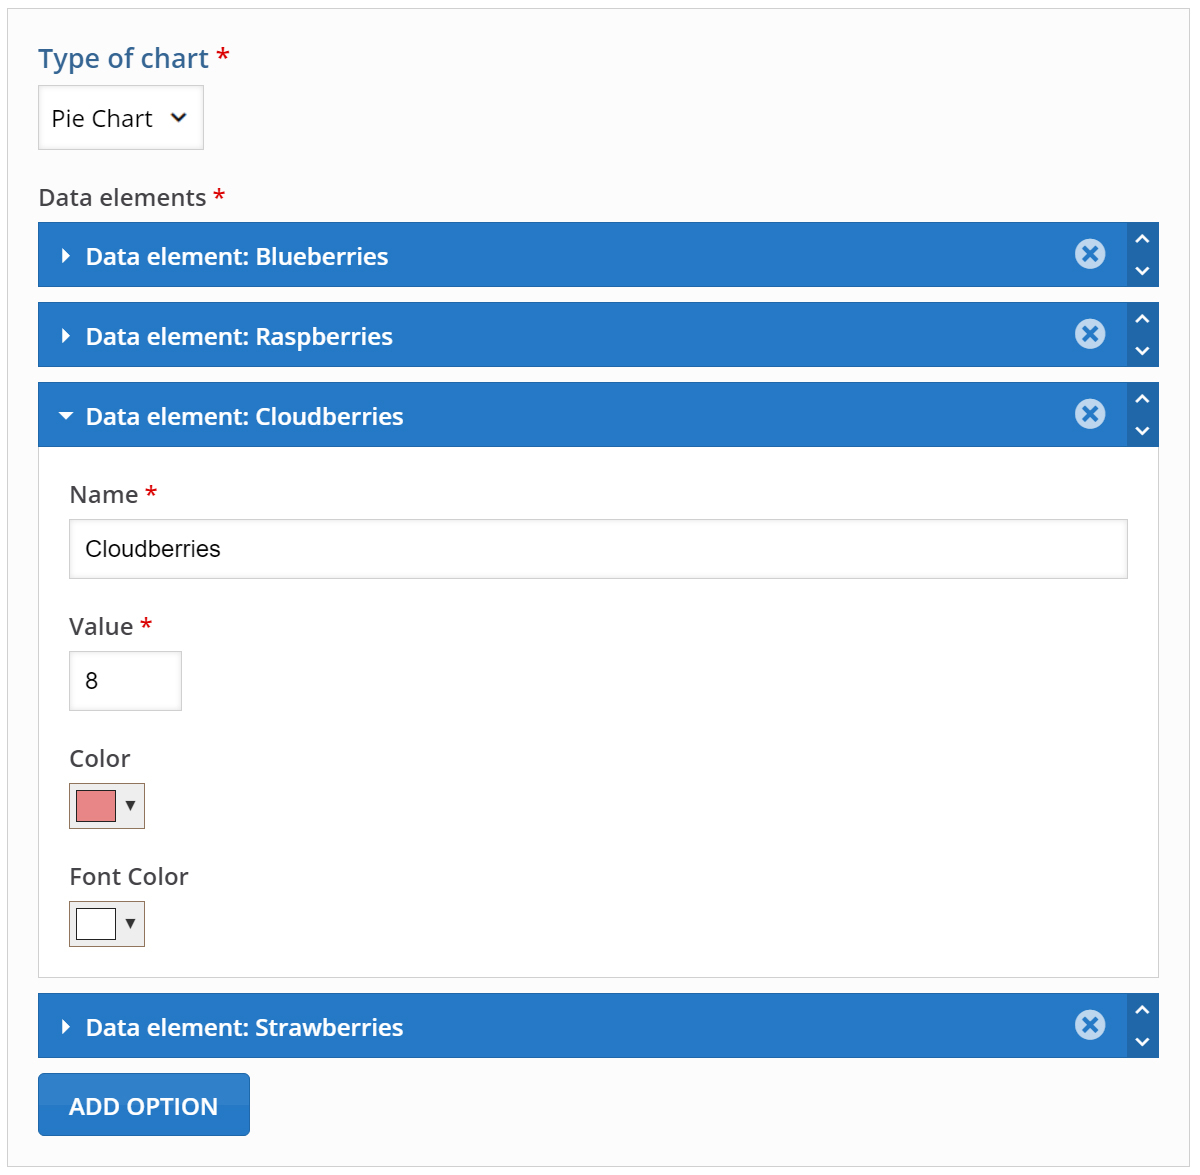 Type of chart *
Pie Chart
Data elements *
Data element: Blueberries
Data element: Raspberries
Data element: Cloudberries
Name *
Cloudberries
Value *
8
Color
Font Color
Data element: Strawberries
ADD OPTION